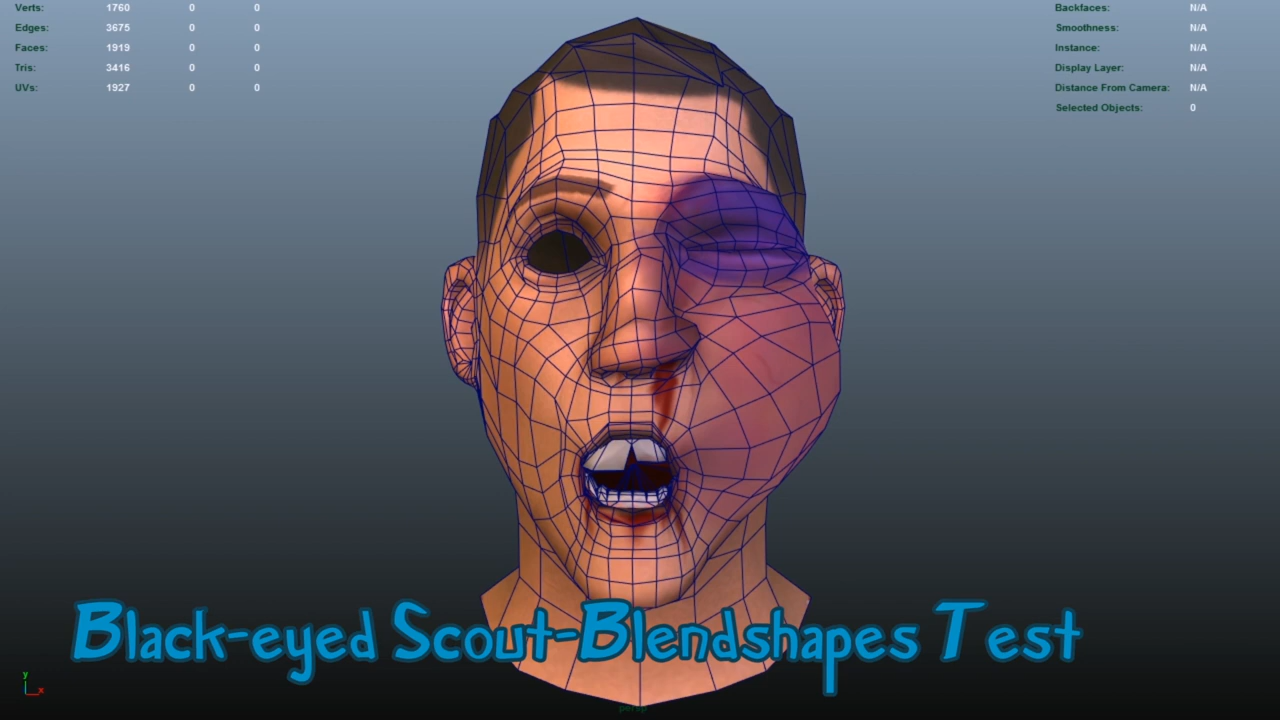 Verts: 1760 0 0
Edges: 3675 0 0
Faces: 1919 0 0
Tris: 3416 0 0
UVs: 1927 0 0
Backfaces: N/A
Smoothness: N/A
Instance: N/A
Display Layer: N/A
Distance From Camera: N/A
Selected Objects: 0
Black-eyed Scout-Blendshapes Test
y
x
persp